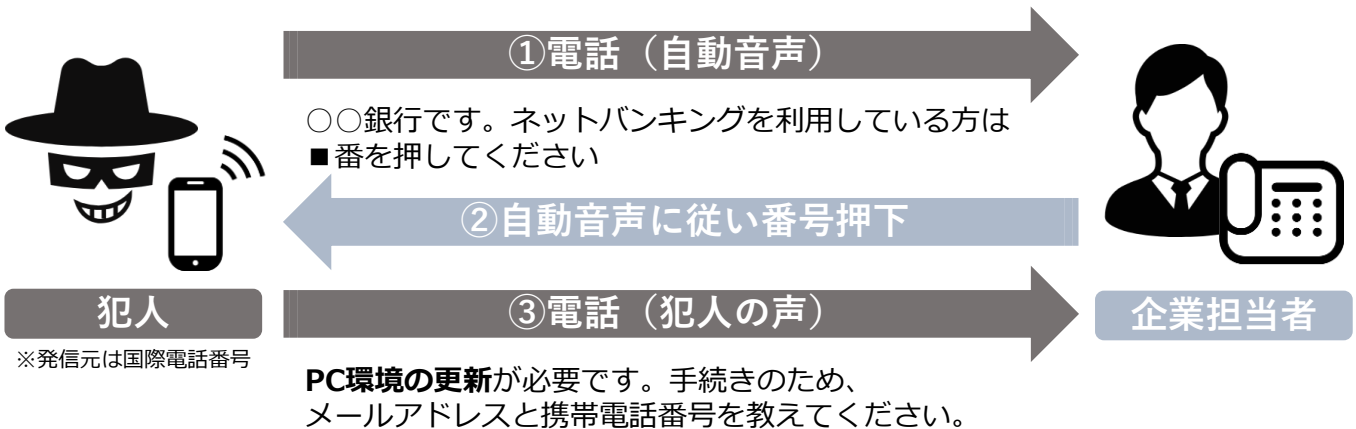 ①電話（自動音声）
○○銀行です。ネットバンキングを利用している方は
■番を押してください
②自動音声に従い番号押下
犯人
③電話（犯人の声）
企業担当者
※発信元は国際電話番号
PC環境の更新が必要です。手続きのため、
メールアドレスと携帯電話番号を教えてください。